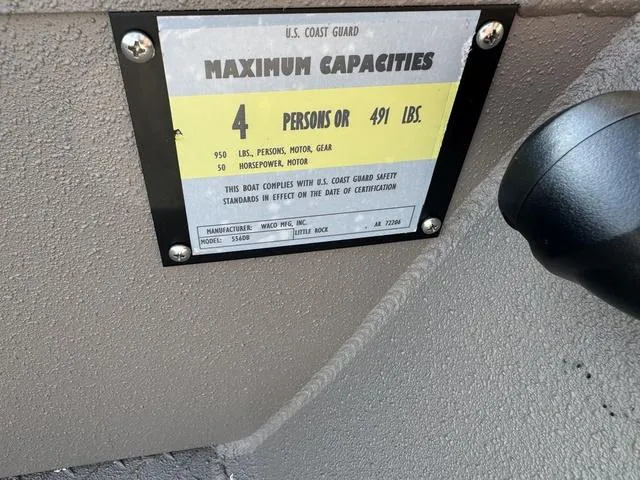 U.S. COAST GUARD
MAXIMUM CAPACITIES
4 PERSONS OR 491 LBS.
950 LBS., PERSONS, MOTOR, GEAR
50 HORSEPOWER, MOTOR
THIS BOAT COMPLIES WITH U.S. COAST GUARD SAFETY
STANDARDS IN EFFECT ON THE DATE OF CERTIFICATION
MANUFACTURER: WACO MFG, INC.
MODEL: 556DB LITTLE ROCK , AR 72206